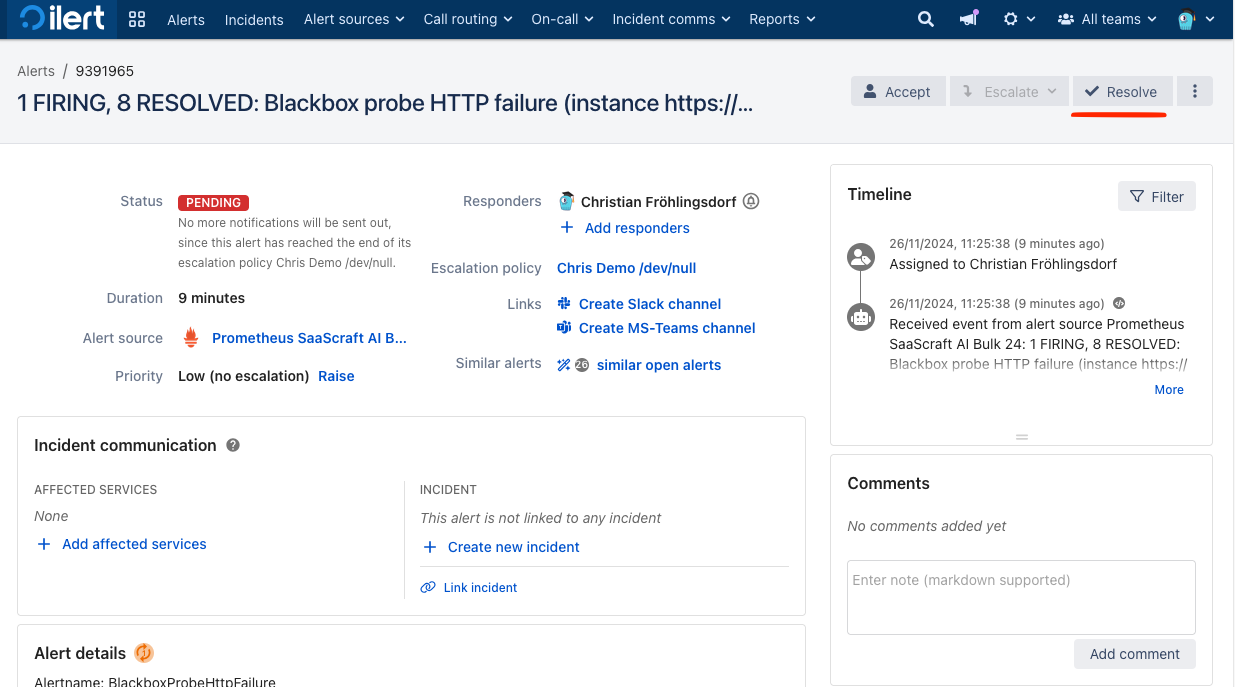 ilert
Alerts
Incidents
Alert sources
Call routing
On-call
Incident comms
Reports
All teams
Alerts / 9391965
1 FIRING, 8 RESOLVED: Blackbox probe HTTP failure (instance https://...
Accept
Escalate
Resolve
Status
PENDING
No more notifications will be sent out,
since this alert has reached the end of its
escalation policy Chris Demo /dev/null.
Duration
9 minutes
Alert source
Prometheus SaaScraft AI B...
Priority
Low (no escalation) Raise
Responders
Christian Fröhlingsdorf
+ Add responders
Escalation policy
Chris Demo /dev/null
Links
Create Slack channel
Create MS-Teams channel
Similar alerts
26 similar open alerts
Timeline
Filter
26/11/2024, 11:25:38 (9 minutes ago)
Assigned to Christian Fröhlingsdorf
26/11/2024, 11:25:38 (9 minutes ago)
Received event from alert source Prometheus
SaaScraft AI Bulk 24: 1 FIRING, 8 RESOLVED:
Blackbox probe HTTP failure (instance https://
More
Incident communication ?
AFFECTED SERVICES
None
+ Add affected services
INCIDENT
This alert is not linked to any incident
+ Create new incident
Link incident
Comments
No comments added yet
Enter note (markdown supported)
Add comment
Alert details
Alertname: BlackboxProbeHttpFailure